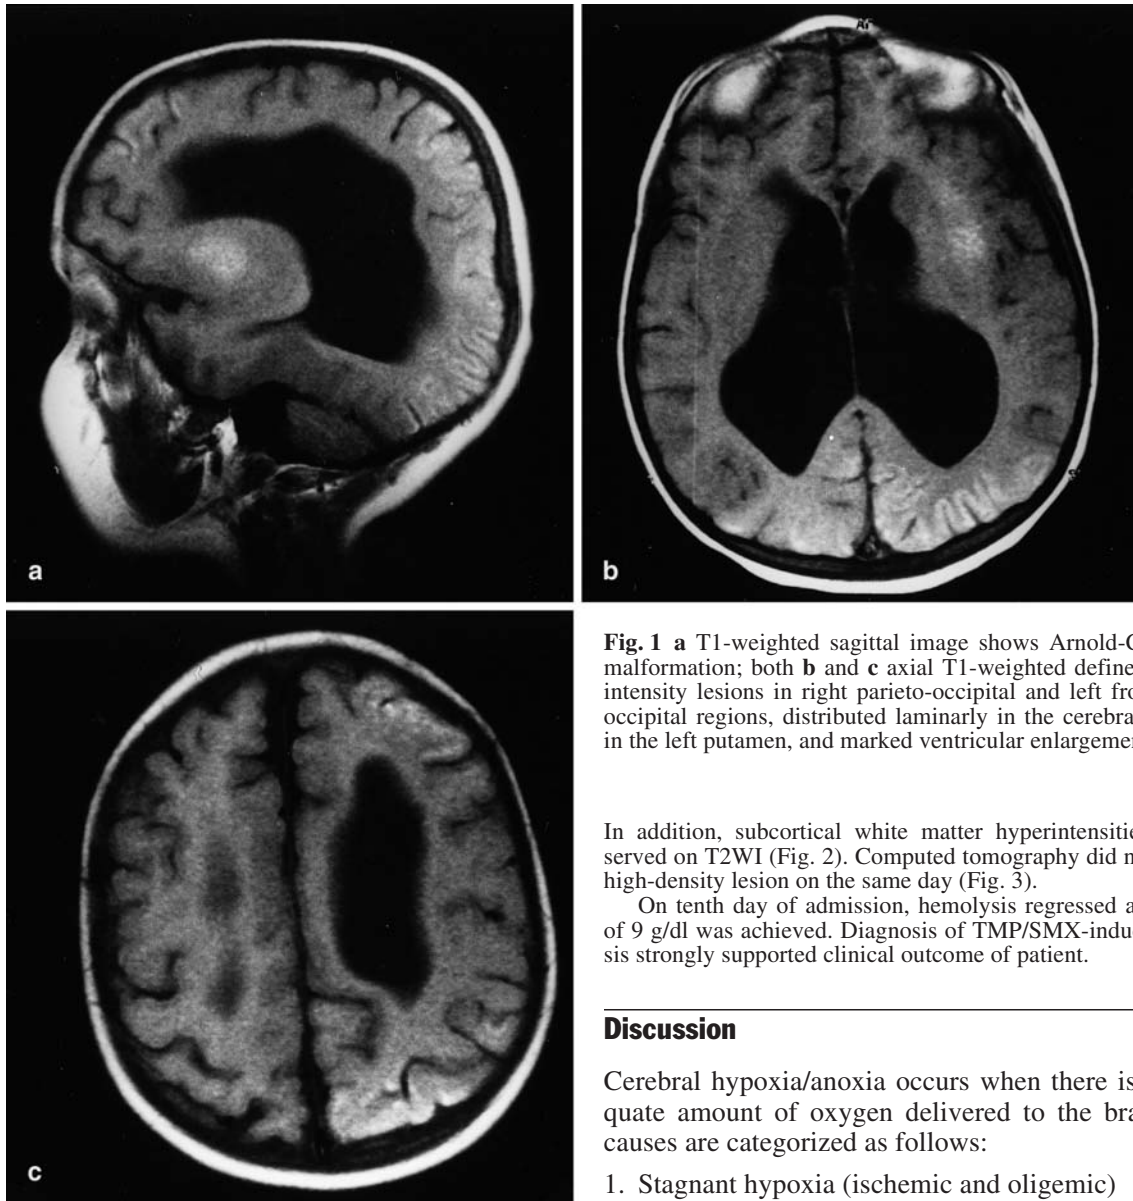 AF
a
b
c
Fig. 1 a T1-weighted sagittal image shows Arnold-C
malformation; both b and c axial T1-weighted define
intensity lesions in right parieto-occipital and left fro
occipital regions, distributed laminarly in the cerebra
in the left putamen, and marked ventricular enlargemen
In addition, subcortical white matter hyperintensitie
served on T2WI (Fig. 2). Computed tomography did n
high-density lesion on the same day (Fig. 3).
On tenth day of admission, hemolysis regressed a
of 9 g/dl was achieved. Diagnosis of TMP/SMX-indu
sis strongly supported clinical outcome of patient.
Discussion
Cerebral hypoxia/anoxia occurs when there is
quate amount of oxygen delivered to the bra
causes are categorized as follows:
1. Stagnant hypoxia (ischemic and oligemic)